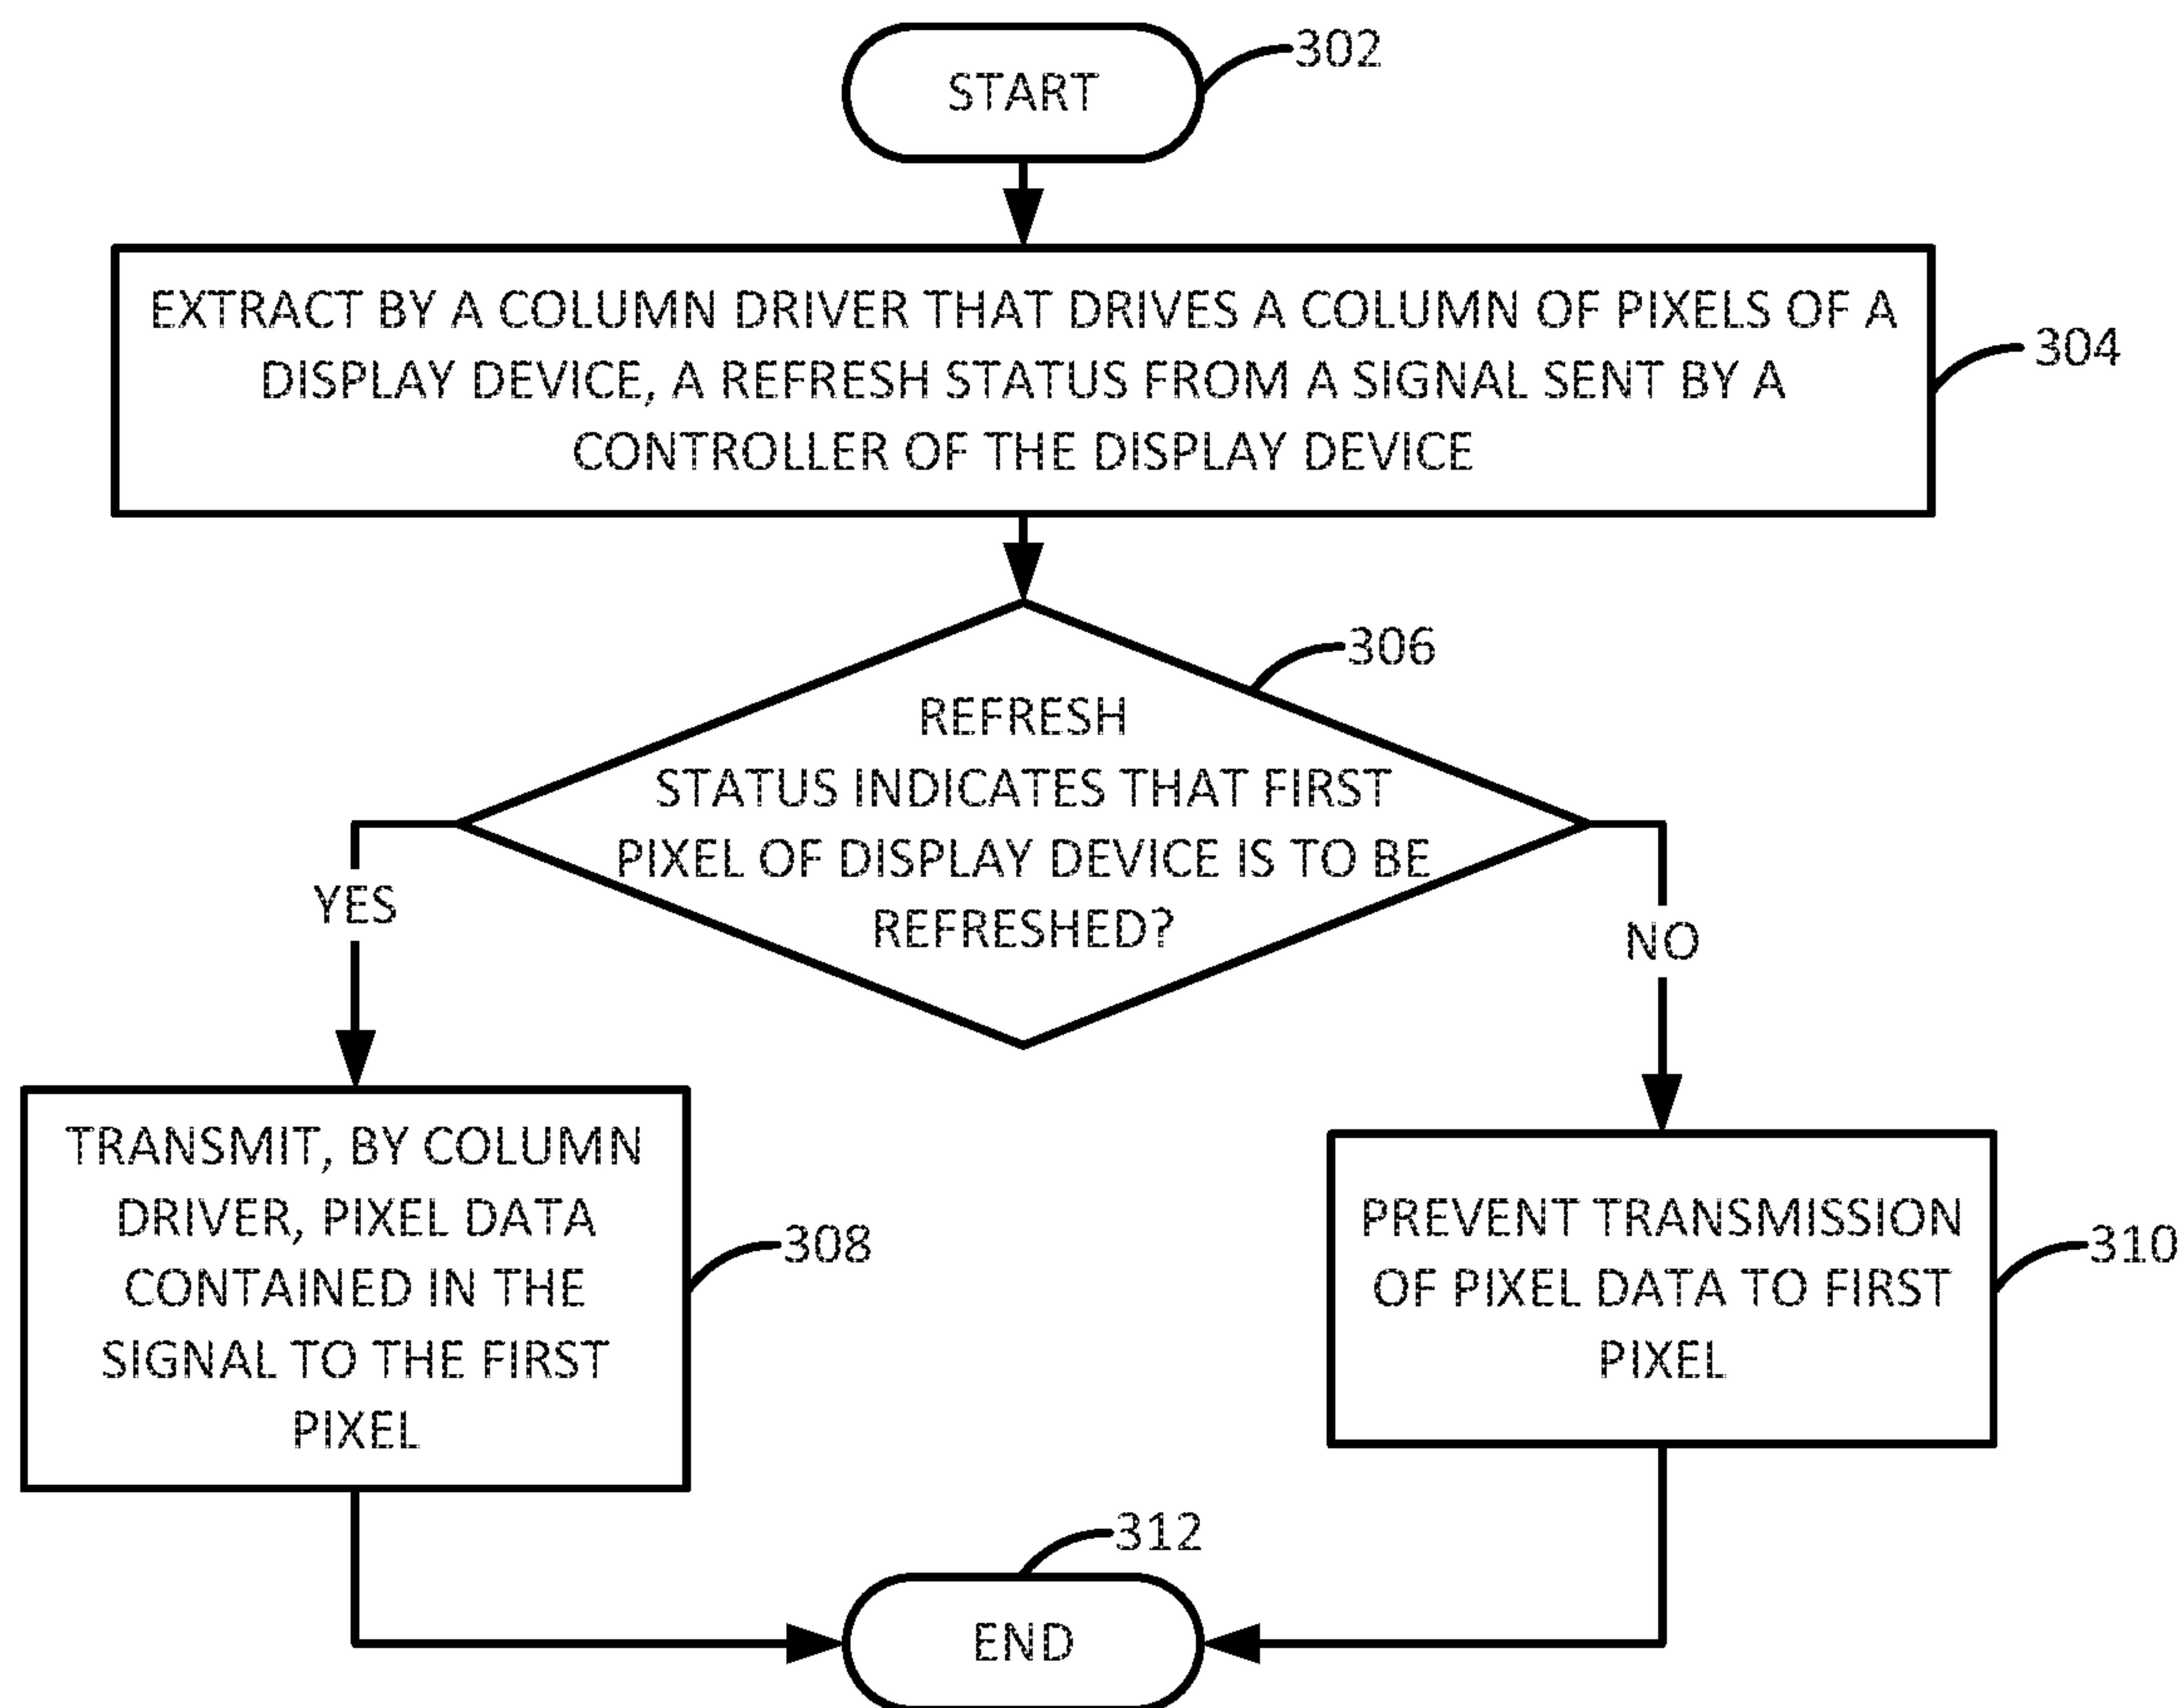 302
START
EXTRACT BY A COLUMN DRIVER THAT DRIVES A COLUMN OF PIXELS OF A
DISPLAY DEVICE, A REFRESH STATUS FROM A SIGNAL SENT BY A
CONTROLLER OF THE DISPLAY DEVICE
304
306
REFRESH
STATUS INDICATES THAT FIRST
PIXEL OF DISPLAY DEVICE IS TO BE
REFRESHED?
YES
NO
TRANSMIT, BY COLUMN
DRIVER, PIXEL DATA
CONTAINED IN THE
SIGNAL TO THE FIRST
PIXEL
308
PREVENT TRANSMISSION
OF PIXEL DATA TO FIRST
PIXEL
310
312
END